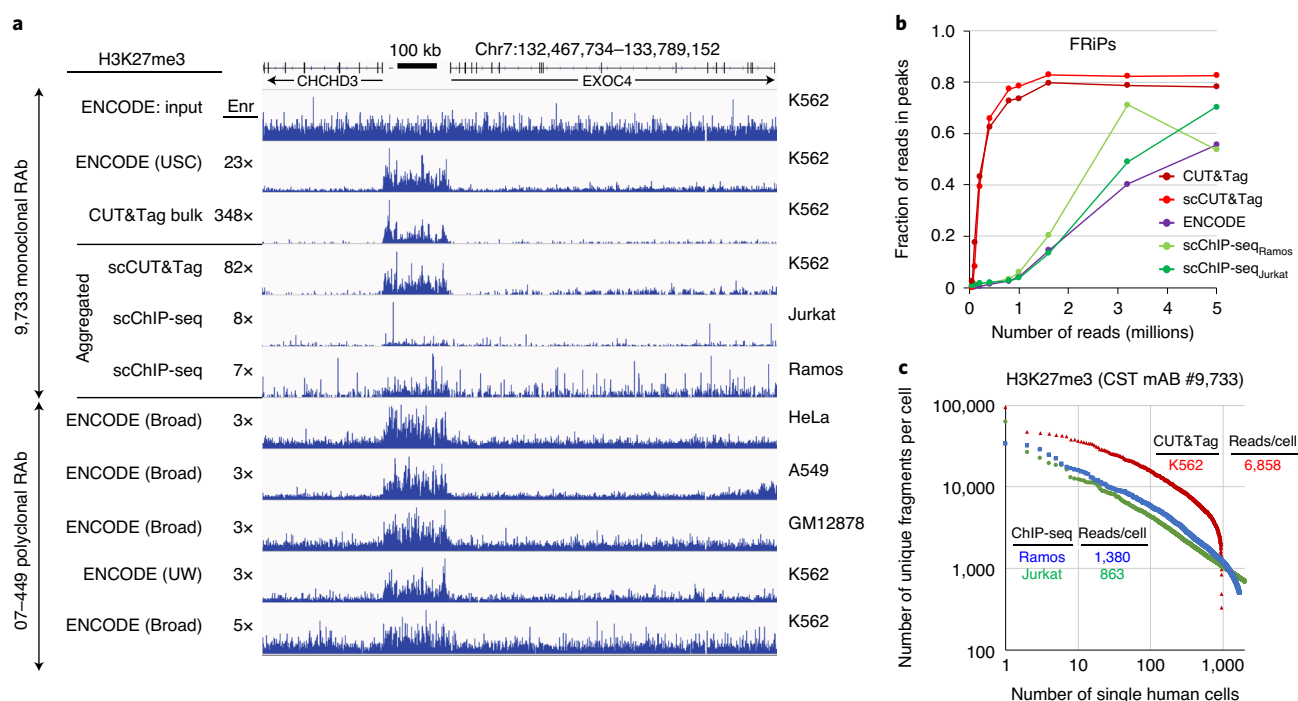 a
H3K27me3
100 kb
Chr7:132,467,734–133,789,152
CHCHD3
EXOC4
9,733 monoclonal RAb
ENCODE: input
Enr
K562
ENCODE (USC)
23×
K562
CUT&Tag bulk
348×
K562
Aggregated
scCUT&Tag
82×
K562
scChIP-seq
8×
Jurkat
scChIP-seq
7×
Ramos
07–449 polyclonal RAb
ENCODE (Broad)
3×
HeLa
ENCODE (Broad)
3×
A549
ENCODE (Broad)
3×
GM12878
ENCODE (UW)
3×
K562
ENCODE (Broad)
5×
K562
b
FRiPs
Fraction of reads in peaks
1.0
0.8
0.6
0.4
0.2
0
CUT&Tag
scCUT&Tag
ENCODE
scChIP-seqRamos
scChIP-seqJurkat
0 1 2 3 4 5
Number of reads (millions)
c
H3K27me3 (CST mAB #9,733)
Number of unique fragments per cell
100,000
10,000
1,000
100
CUT&Tag Reads/cell
K562 6,858
ChIP-seq Reads/cell
Ramos 1,380
Jurkat 863
1 10 100 1,000
Number of single human cells